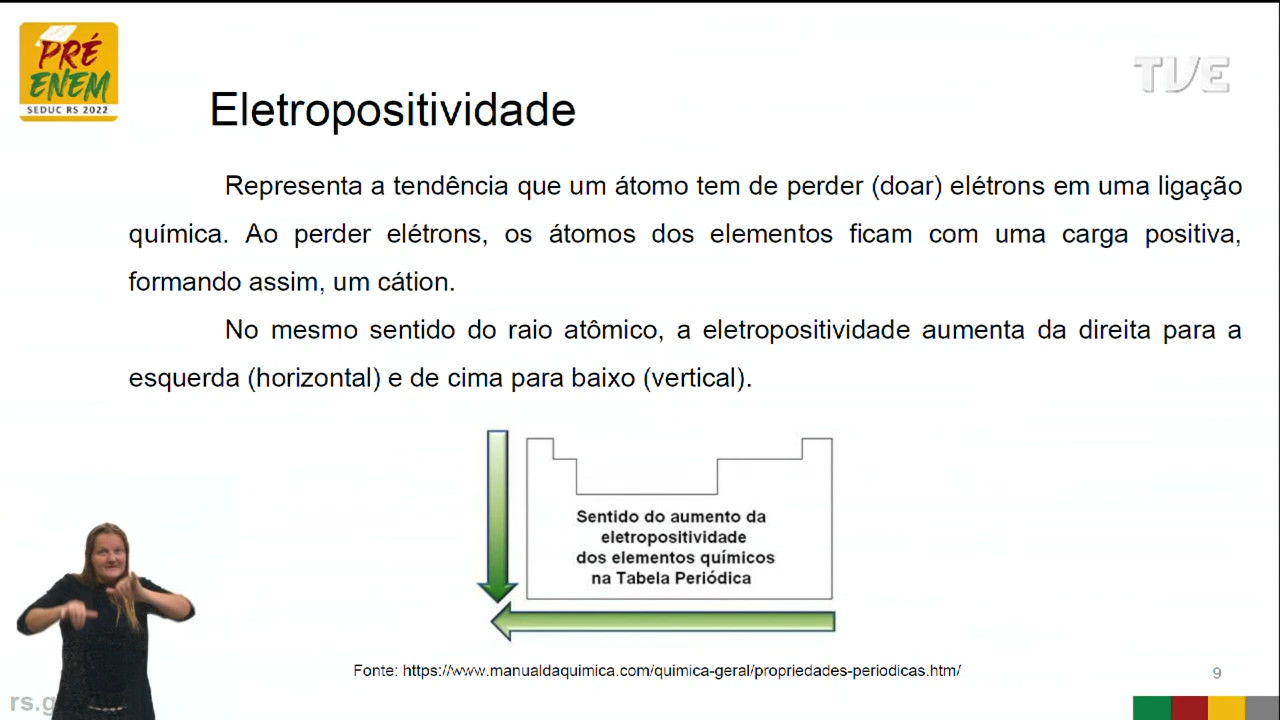 PRÉ
ENEM
SEDUC RS 2022
TVE
Eletropositividade
Representa a tendência que um átomo tem de perder (doar) elétrons em uma ligação
química. Ao perder elétrons, os átomos dos elementos ficam com uma carga positiva,
formando assim, um cátion.
No mesmo sentido do raio atômico, a eletropositividade aumenta da direita para a
esquerda (horizontal) e de cima para baixo (vertical).
Sentido do aumento da
eletropositividade
dos elementos químicos
na Tabela Periódica
Fonte: https://www.manualdaquimica.com/quimica-geral/propriedades-periodicas.htm/
9